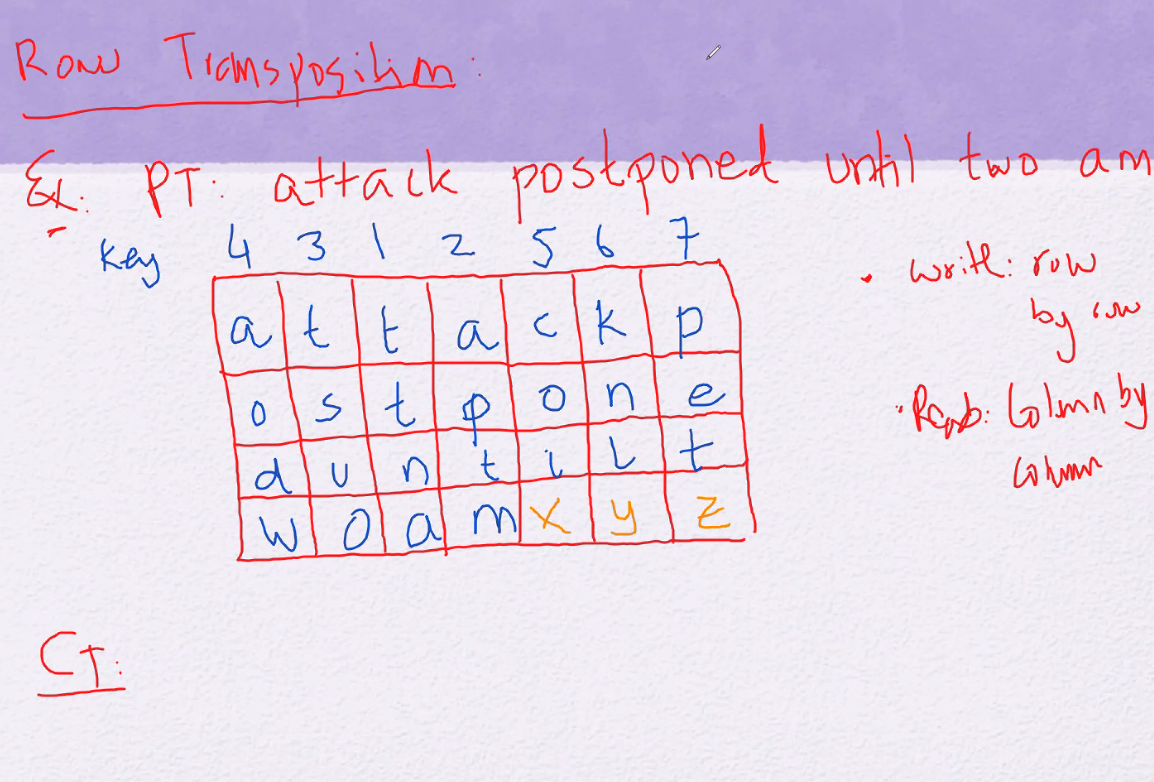 Row Transposition:
Ex. PT: attack postponed until two am
Key 4 3 1 2 5 6 7
a t t a c k p
o s t p o n e
d u n t i l t
w o a m x y z
• write: row
by row
• Read: Column by
column
CT: